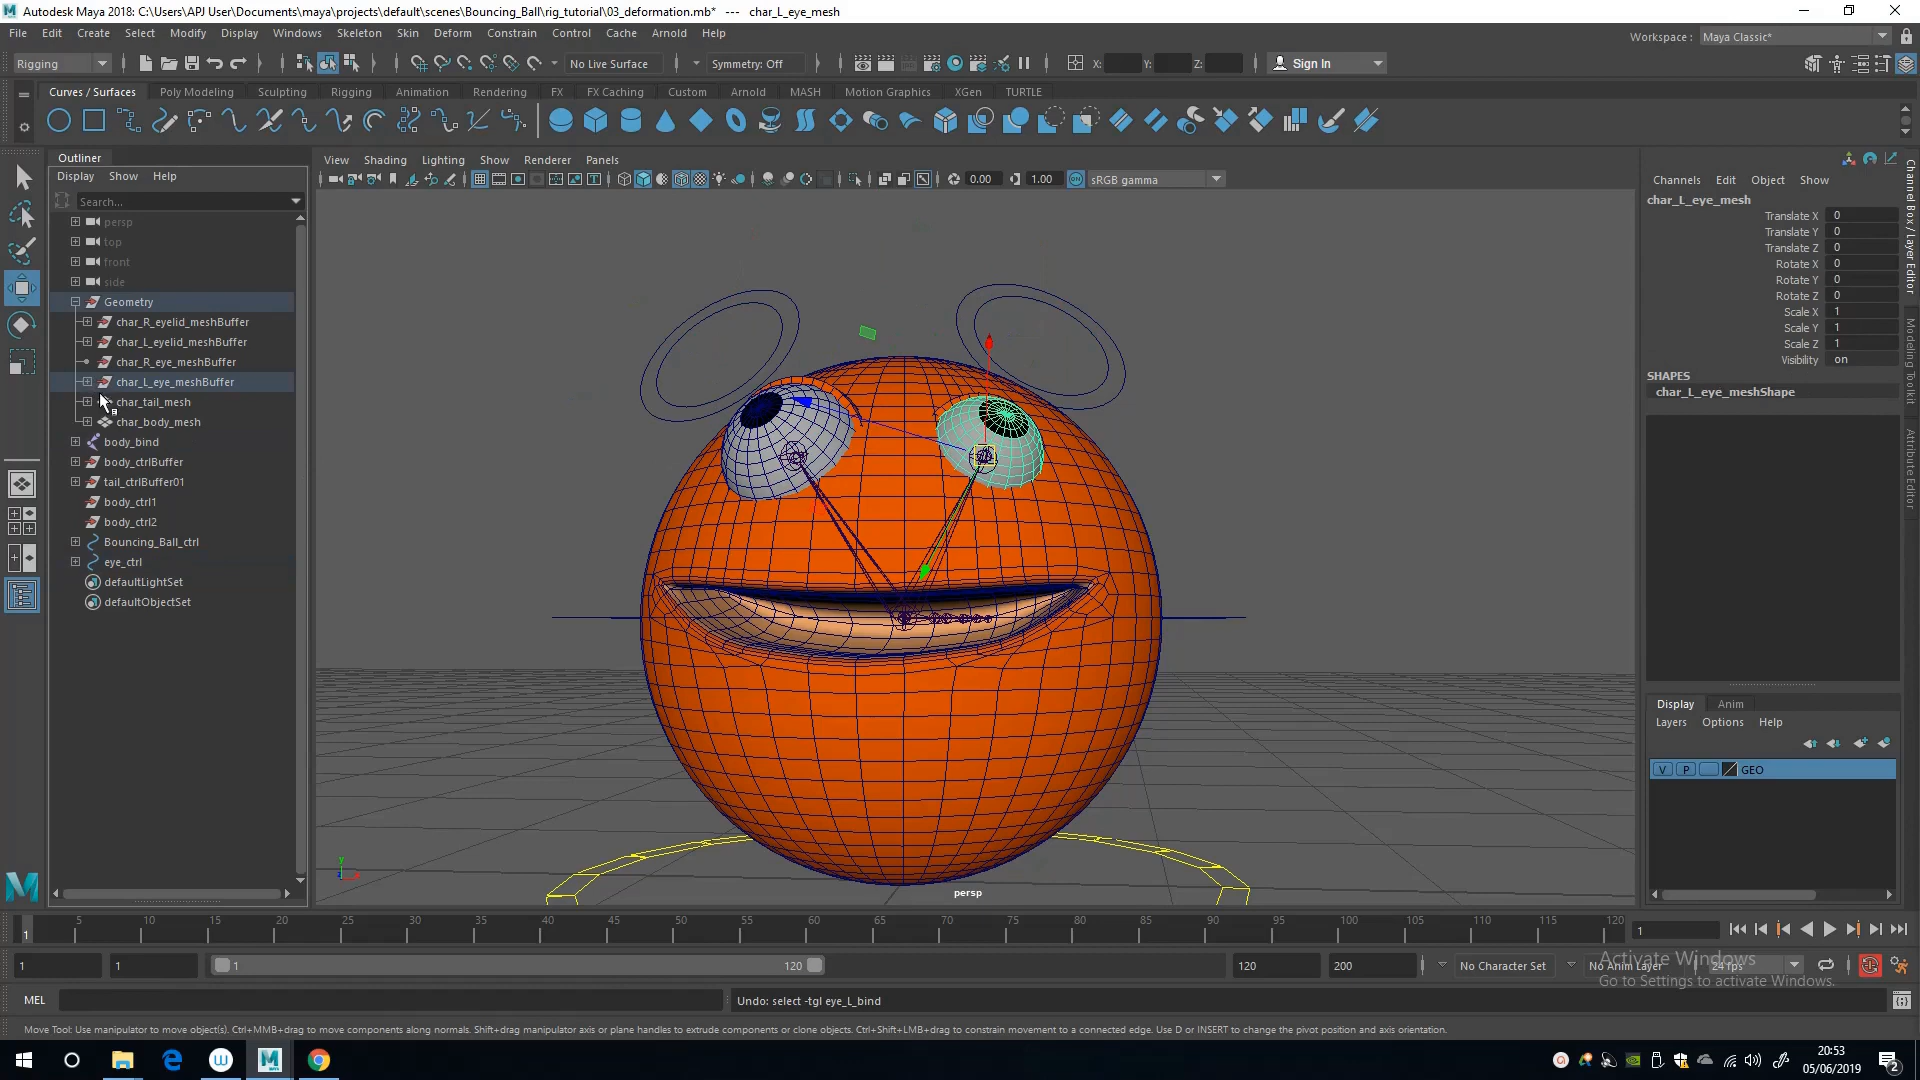 Autodesk Maya 2018: C:\Users\APJ User\Documents\maya\projects\default\scenes\Bouncing_Ball\rig_tutorial\03_deformation.mb* --- char_L_eye_mesh
File Edit Create Select Modify Display Windows Skeleton Skin Deform Constrain Control Cache Arnold Help
Workspace : Maya Classic*
Rigging
No Live Surface
Symmetry: Off
X: Y: Z:
Sign In
Curves / Surfaces Poly Modeling Sculpting Rigging Animation Rendering FX FX Caching Custom Arnold MASH Motion Graphics XGen TURTLE
Outliner
Display Show Help
Search...
persp
top
front
side
Geometry
char_R_eyelid_meshBuffer
char_L_eyelid_meshBuffer
char_R_eye_meshBuffer
char_L_eye_meshBuffer
char_tail_mesh
char_body_mesh
body_bind
body_ctrlBuffer
tail_ctrlBuffer01
body_ctrl1
body_ctrl2
Bouncing_Ball_ctrl
eye_ctrl
defaultLightSet
defaultObjectSet
View Shading Lighting Show Renderer Panels
0.00 1.00 sRGB gamma
persp
y
Channels Edit Object Show
char_L_eye_mesh
Translate X 0
Translate Y 0
Translate Z 0
Rotate X 0
Rotate Y 0
Rotate Z 0
Scale X 1
Scale Y 1
Scale Z 1
Visibility on
SHAPES
char_L_eye_meshShape
Channel Box / Layer Editor
Modeling Toolkit
Attribute Editor
Display Anim
Layers Options Help
V P GEO
1 5 10 15 20 25 30 35 40 45 50 55 60 65 70 75 80 85 90 95 100 105 110 115 120
1
1 1 1 120 120 200 No Character Set No Anim Layer 24 fps
Activate Windows
Go to Settings to activate Windows.
MEL
Undo: select -tgl eye_L_bind
Move Tool: Use manipulator to move object(s). Ctrl+MMB+drag to move components along normals. Shift+drag manipulator axis or plane handles to extrude components or clone objects. Ctrl+Shift+LMB+drag to constrain movement to a connected edge. Use D or INSERT to change the pivot position and axis orientation.
20:53
05/06/2019
2